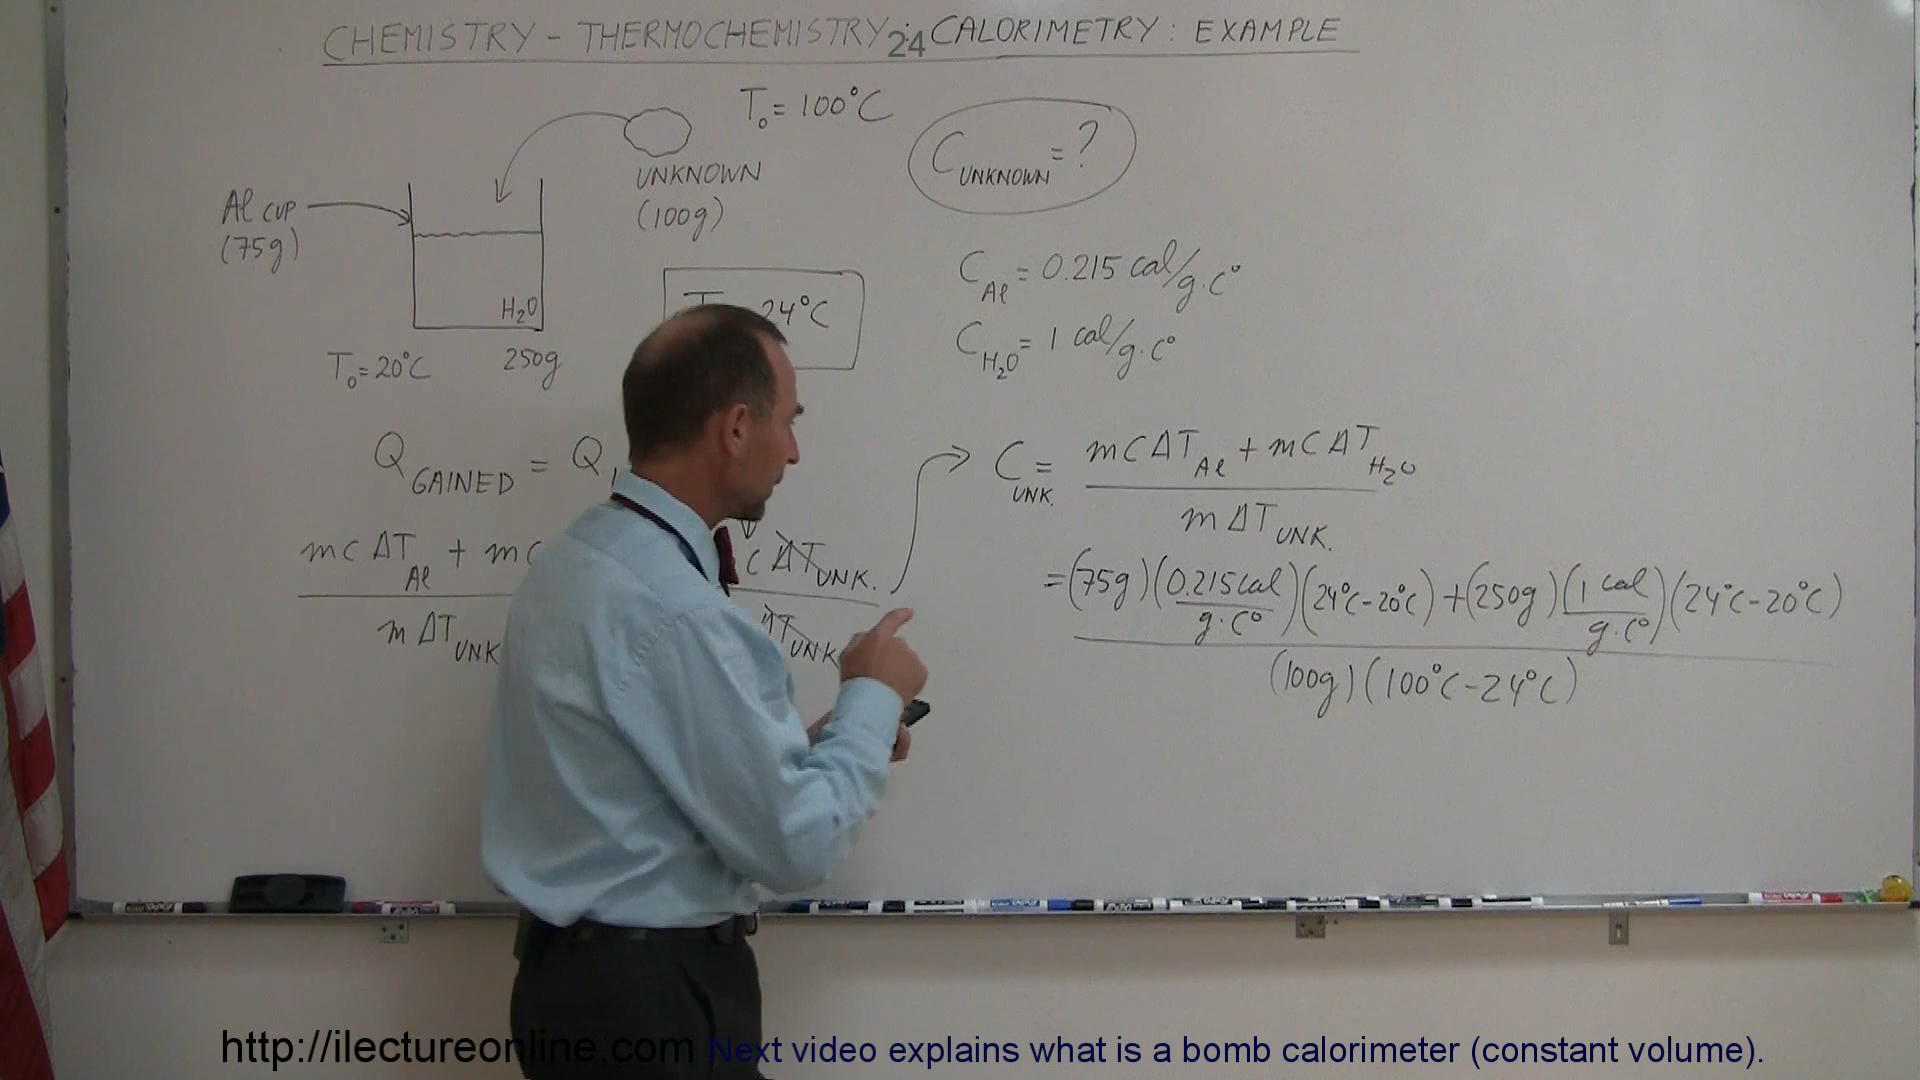 CHEMISTRY - THERMOCHEMISTRY 24 CALORIMETRY : EXAMPLE
T₀ = 100°C
C UNKNOWN = ?
UNKNOWN
(100g)
Al CUP
(75g)
H₂O
T₀ = 20°C
250g
24°C
C Al = 0.215 cal/g·C°
C H₂O = 1 cal/g·C°
Q GAINED = Q
mCΔT Al + mC
C ΔT UNK.
m ΔT UNK
ΔT UNK
C UNK. = mCΔT Al + mCΔT H₂O
mΔT UNK.
= (75g)(0.215 cal/g·C°)(24°C-20°C) + (250g)(1 cal/g·C°)(24°C-20°C)
(100g)(100°C-24°C)
http://ilectureonline.com Next video explains what is a bomb calorimeter (constant volume).